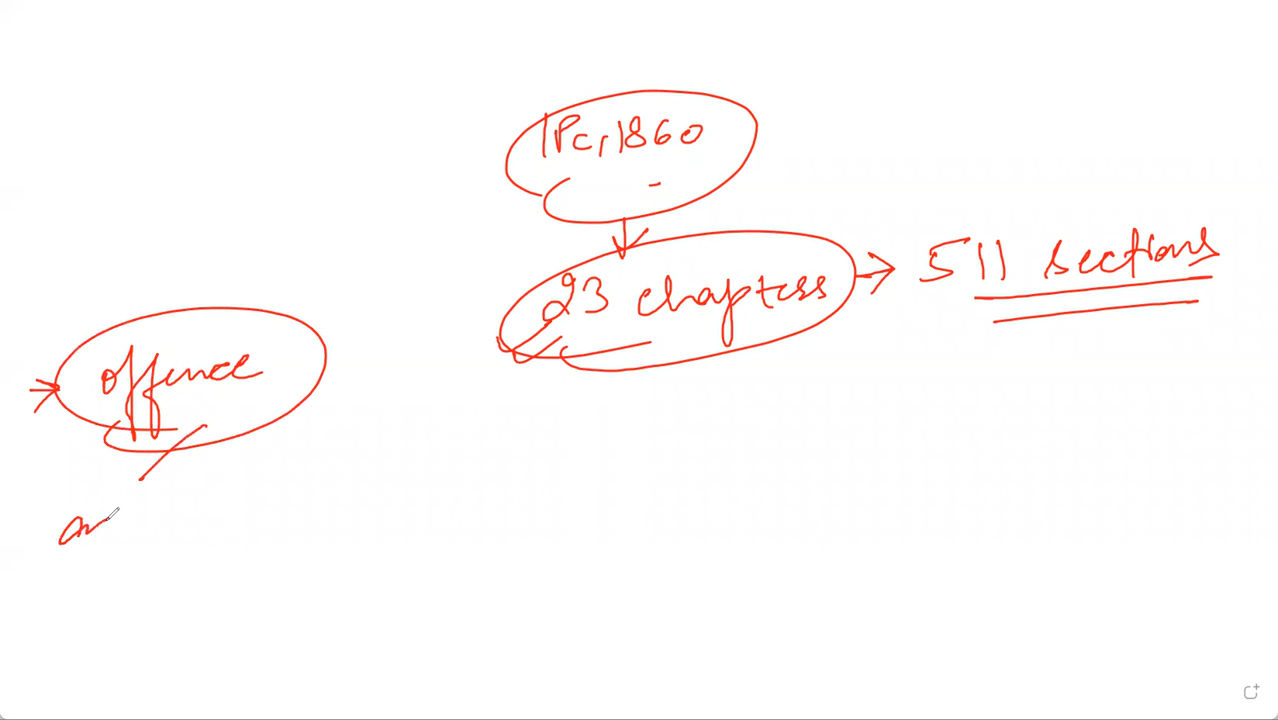 IPC, 1860
23 chapters
511 sections
offence